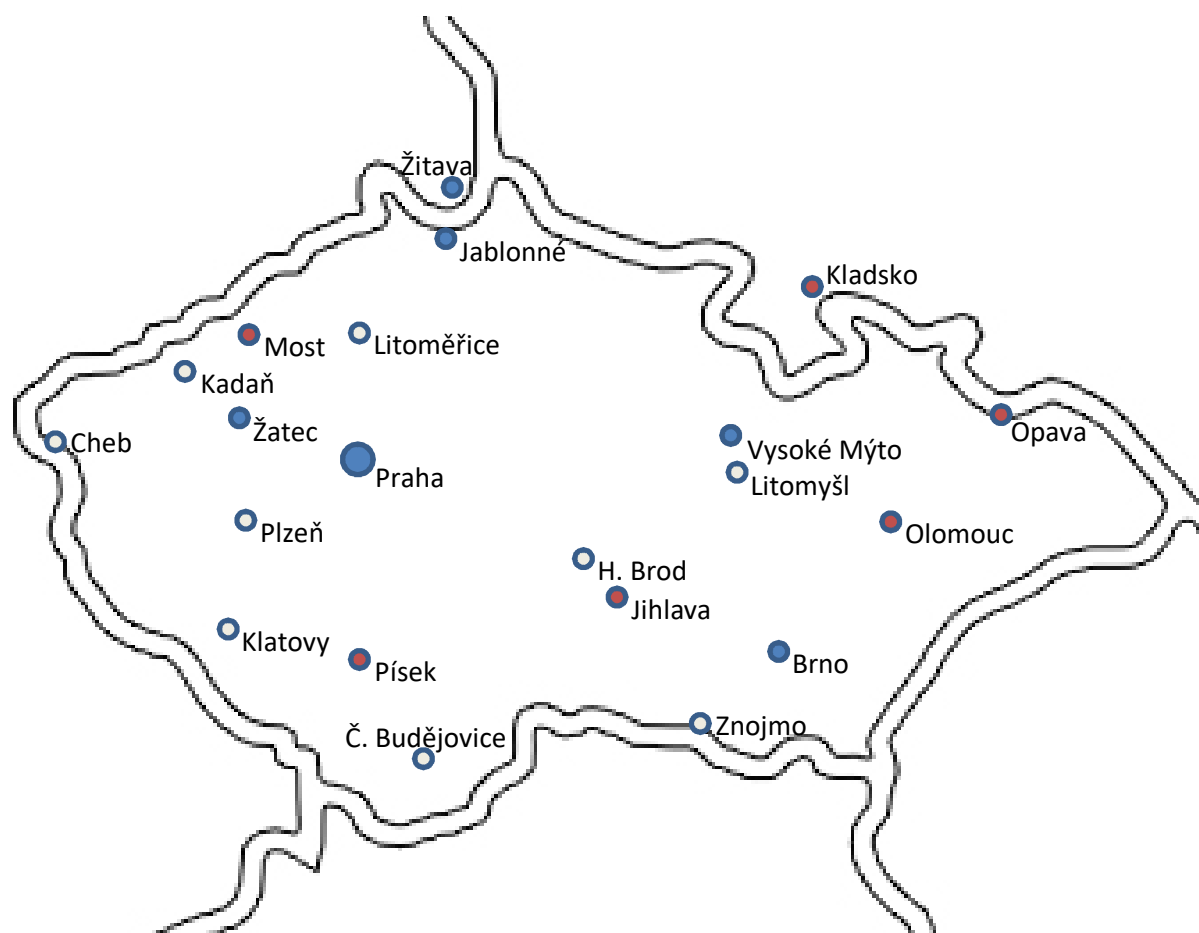 Žitava
Jablonné
Kladsko
Most
Litoměřice
Kadaň
Žatec
Cheb
Praha
Opava
Vysoké Mýto
Litomyšl
Plzeň
Olomouc
H. Brod
Jihlava
Klatovy
Písek
Brno
Znojmo
Č. Budějovice